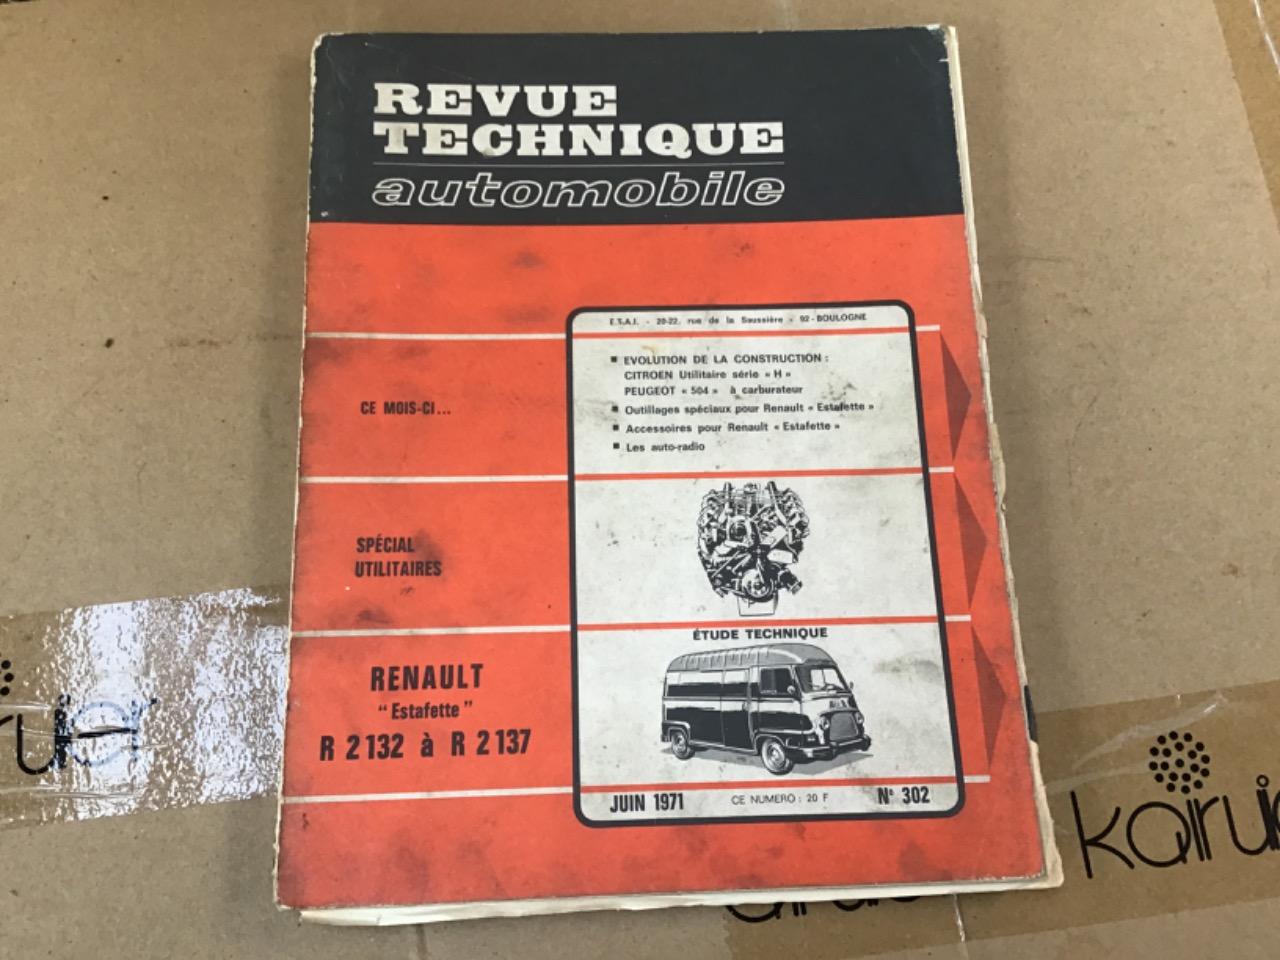 REVUE
TECHNIQUE
automobile
E.T.A.I. - 20-22, rue de la Saussière - 92 - BOULOGNE
CE MOIS-CI...
■ EVOLUTION DE LA CONSTRUCTION :
CITROEN Utilitaire série « H »
PEUGEOT « 504 » à carburateur
■ Outillages spéciaux pour Renault « Estafette »
■ Accessoires pour Renault « Estafette »
■ Les auto-radio
SPÉCIAL
UTILITAIRES
ÉTUDE TECHNIQUE
RENAULT
"Estafette"
R 2132 à R 2137
JUIN 1971 CE NUMERO : 20 F N° 302